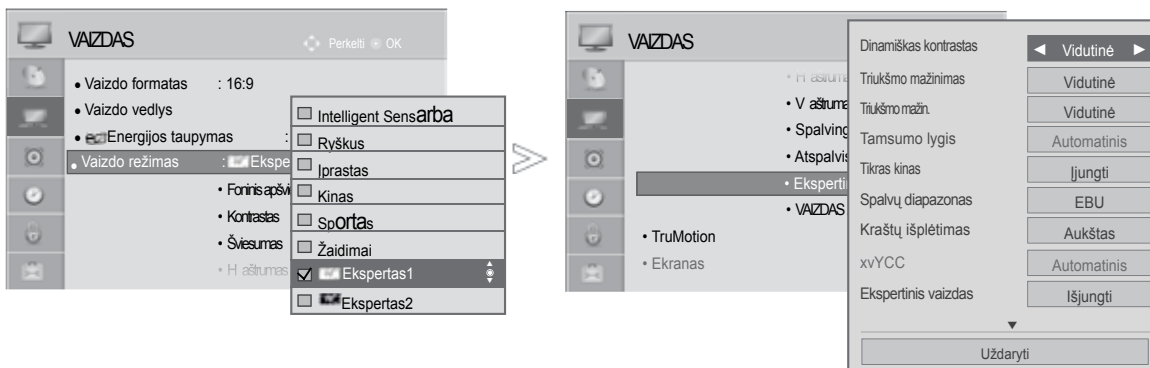 VAIZDAS
Perkelti OK
• Vaizdo formatas : 16:9
• Vaizdo vedlys
• eco Energijos taupymas :
• Vaizdo režimas : Ekspe
• Foninis apšvi
• Kontrastas
• Šviesumas
• H aštrumas
Intelligent Sensarba
Ryškus
Įprastas
Kinas
Sportas
Žaidimai
Ekspertas1
Ekspertas2
VAIZDAS
• H aštruma
• V aštruma
• Spalving
• Atspalvis
• Eksperti
• VAIZDAS
• TruMotion
• Ekranas
Dinamiškas kontrastas ◄ Vidutinė ►
Triukšmo mažinimas Vidutinė
Triukšmo mažin. Vidutinė
Tamsumo lygis Automatinis
Tikras kinas Įjungti
Spalvų diapazonas EBU
Kraštų išplėtimas Aukštas
xvYCC Automatinis
Ekspertinis vaizdas Išjungti
▼
Uždaryti